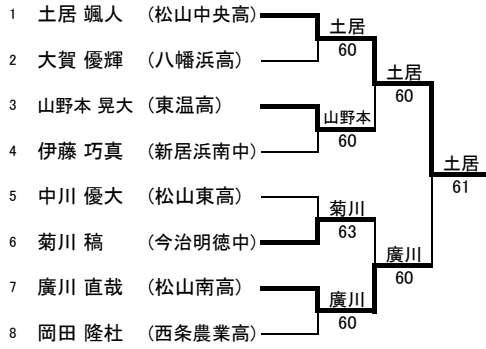 1 土居 颯人 (松山中央高)
土居
60
2 大賀 優輝 (八幡浜高)
土居
60
3 山野本 晃大 (東温高)
山野本
60
4 伊藤 巧真 (新居浜南中)
土居
61
5 中川 優大 (松山東高)
菊川
63
6 菊川 稿 (今治明徳中)
廣川
60
7 廣川 直哉 (松山南高)
廣川
60
8 岡田 隆杜 (西条農業高)